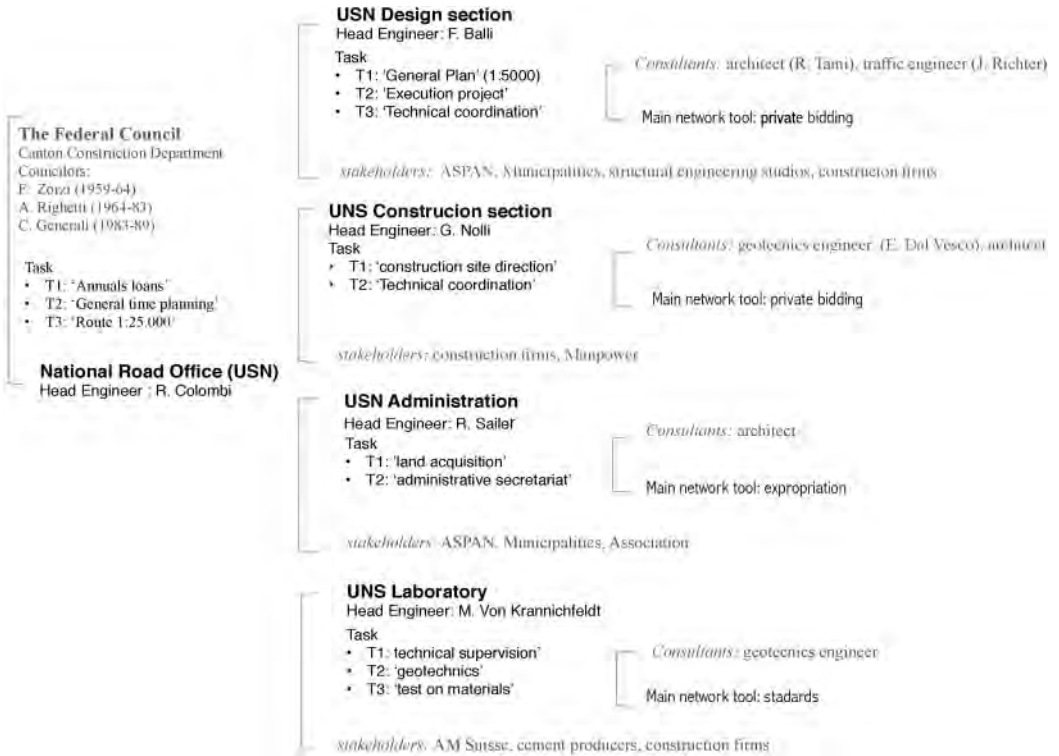 The Federal Council
Canton Construction Department
Councilors:
F. Zorzi (1959-64)
A. Righetti (1964-83)
C. Generali (1983-89)
Task
• T1: 'Annuals loans'
• T2: 'General time planning'
• T3: 'Route 1:25.000'
National Road Office (USN)
Head Engineer : R. Colombi
USN Design section
Head Engineer: F. Balli
Task
• T1: 'General Plan' (1:5000)
• T2: 'Execution project'
• T3: 'Technical coordination'
Consultants: architect (R. Tami), traffic engineer (J. Richter)
Main network tool: private bidding
stakeholders: ASPAN, Municipalities, structural engineering studios, constructon firms
UNS Construcion section
Head Engineer: G. Nolli
Task
• T1: 'construction site direction'
• T2: 'Technical coordination'
Consultants: geotecnics engineer (E. Dal Vesco), architect
Main network tool: private bidding
stakeholders: construction firms, Manpower
USN Administration
Head Engineer: R. Sailer
Task
• T1: 'land acquisition'
• T2: 'administrative secretariat'
Consultants: architect
Main network tool: expropriation
stakeholders: ASPAN, Municipalities, Association
UNS Laboratory
Head Engineer: M. Von Krannichfeldt
Task
• T1: technical supervision'
• T2: 'geotechnics'
• T3: 'test on materials'
Consultants: geotecnics engineer
Main network tool: stadards
stakeholders: AM Suisse, cement producers, construction firms